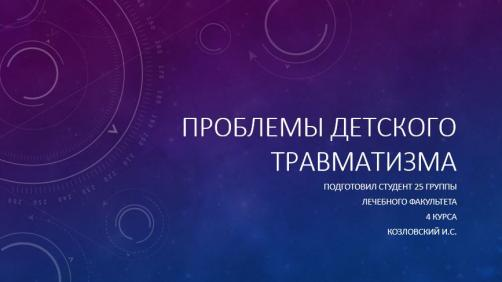 ПРОБЛЕМЫ ДЕТСКОГО
ТРАВМАТИЗМА
ПОДГОТОВИЛ СТУДЕНТ 25 ГРУППЫ
ЛЕЧЕБНОГО ФАКУЛЬТЕТА
4 КУРСА
КОЗЛОВСКИЙ И.С.